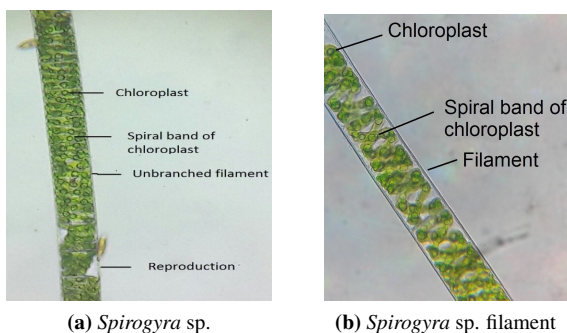 Chloroplast
Spiral band of
chloroplast
Unbranched filament
Reproduction
(a) Spirogyra sp.
Chloroplast
Spiral band of
chloroplast
Filament
(b) Spirogyra sp. filament